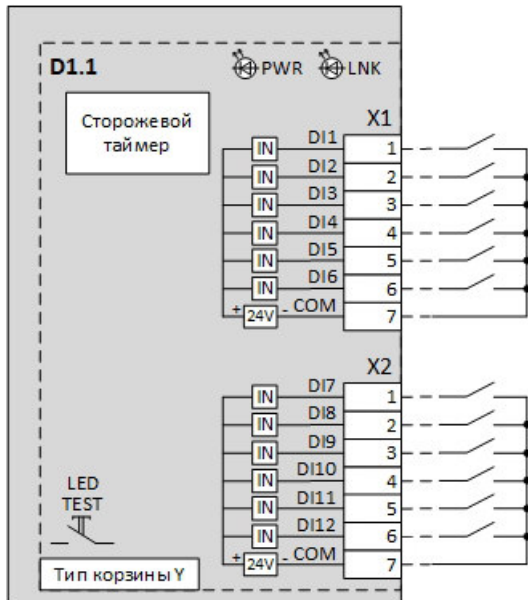 D1.1
PWR
LNK
Сторожевой
таймер
X1
IN DI1 1
IN DI2 2
IN DI3 3
IN DI4 4
IN DI5 5
IN DI6 6
+ 24V - COM 7
X2
IN DI7 1
IN DI8 2
IN DI9 3
IN DI10 4
IN DI11 5
IN DI12 6
+ 24V - COM 7
LED
TEST
Тип корзины Y